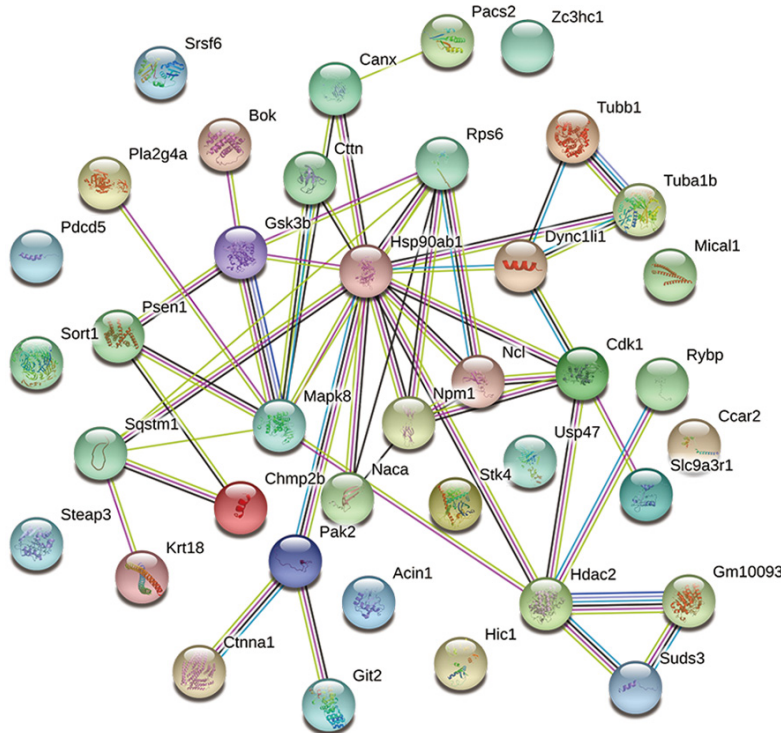 Pacs2
Zc3hc1
Srsf6
Canx
Tubb1
Bok
Cttn
Rps6
Pla2g4a
Tuba1b
Gsk3b
Pdcd5
Hsp90ab1
Dync1li1
Mical1
Psen1
Sort1
Ncl
Cdk1
Rybp
Mapk8
Npm1
Sqstm1
Usp47
Ccar2
Naca
Slc9a3r1
Chmp2b
Stk4
Steap3
Pak2
Krt18
Hdac2
Gm10093
Acin1
Ctnna1
Hic1
Suds3
Git2